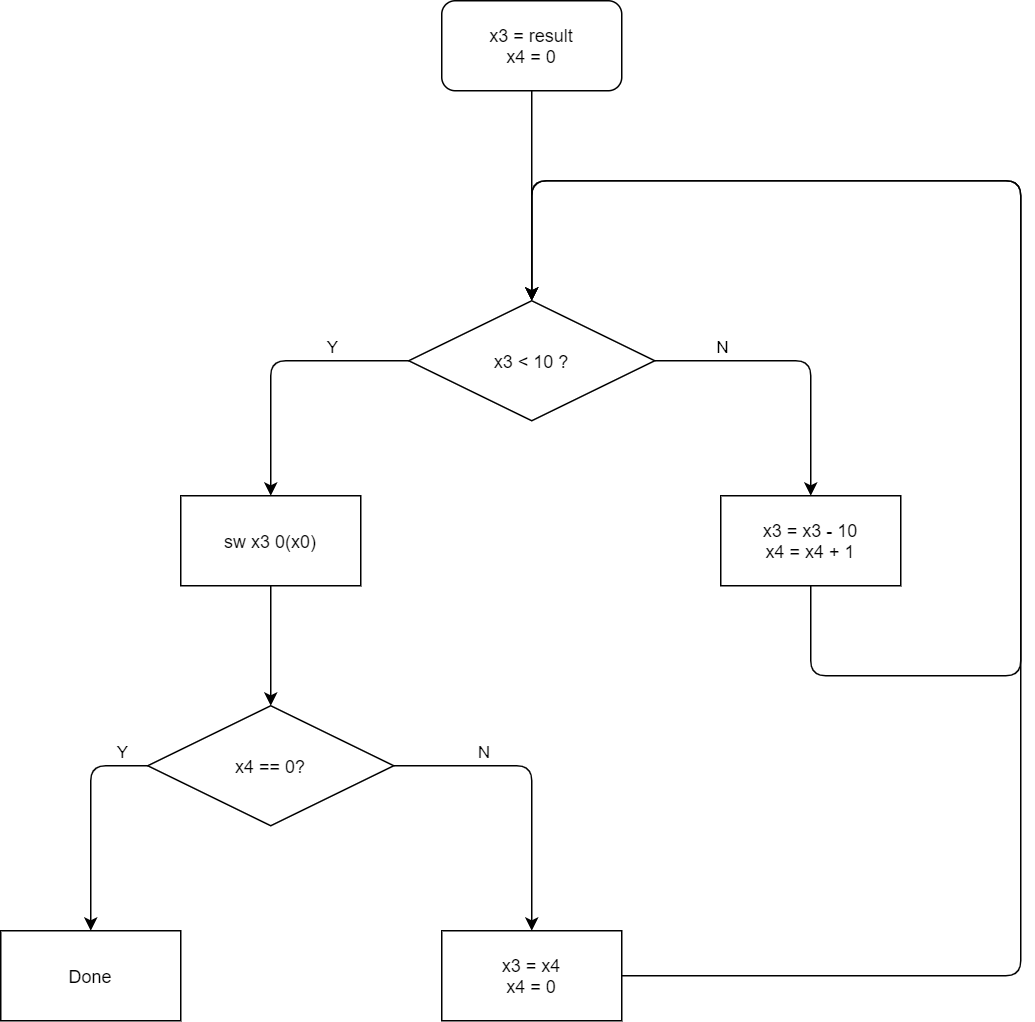 x3 = result
x4 = 0
x3 < 10 ?
Y
N
sw x3 0(x0)
x3 = x3 - 10
x4 = x4 + 1
x4 == 0?
Y
N
Done
x3 = x4
x4 = 0